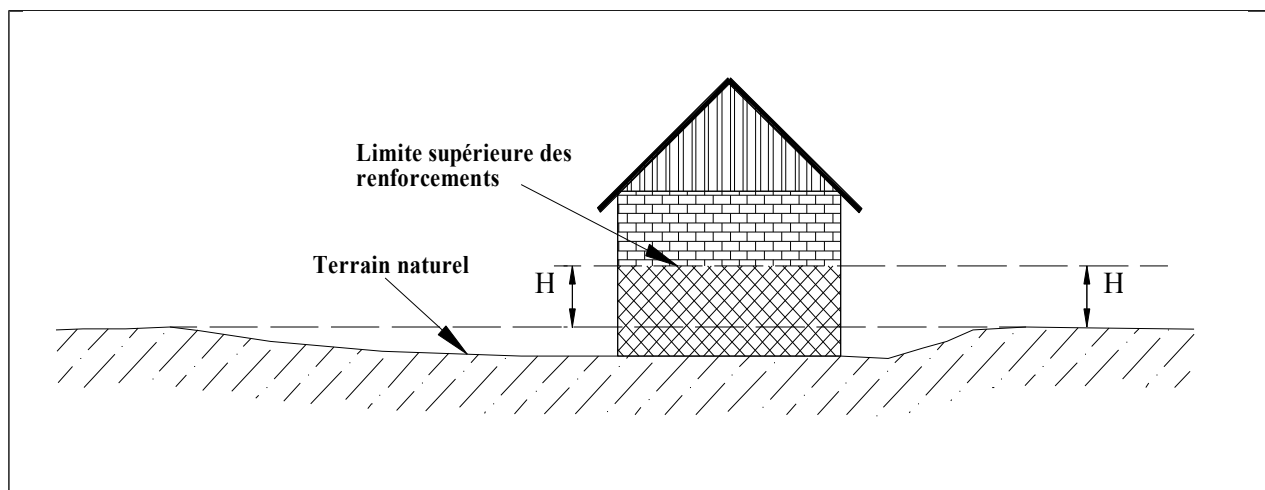 Limite supérieure des
renforcements
Terrain naturel
H
H